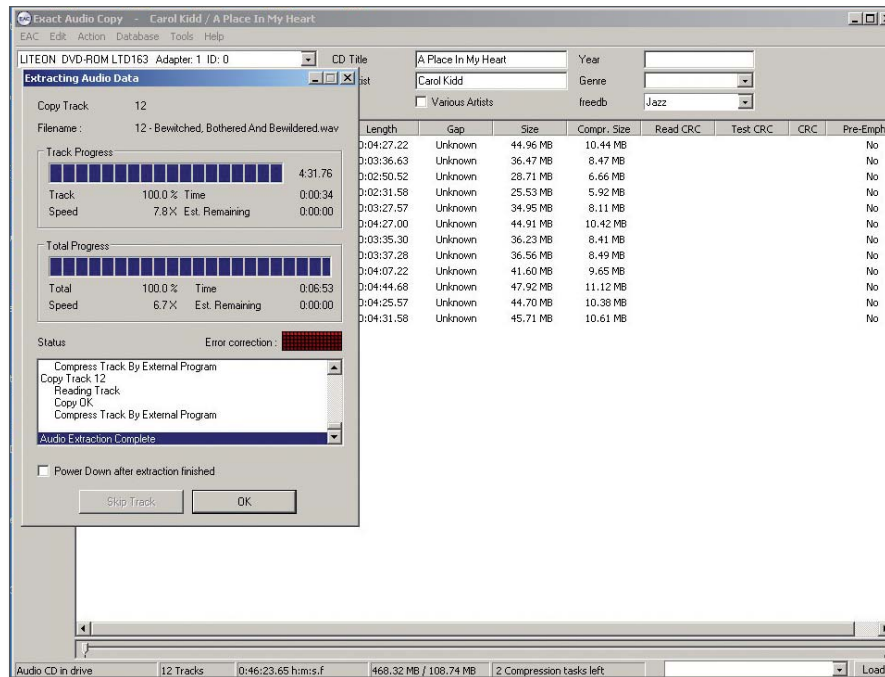 Exact Audio Copy - Carol Kidd / A Place In My Heart
EAC Edit Action Database Tools Help
LITEON DVD-ROM LTD163 Adapter: 1 ID: 0
CD Title A Place In My Heart Year
Carol Kidd Genre
Various Artists freedb Jazz
Extracting Audio Data
Copy Track 12
Filename : 12 - Bewitched, Bothered And Bewildered.wav
Track Progress
4:31.76
Track 100.0 % Time 0:00:34
Speed 7.8 X Est. Remaining 0:00:00
Total Progress
Total 100.0 % Time 0:06:53
Speed 6.7 X Est. Remaining 0:00:00
Status Error correction :
Compress Track By External Program
Copy Track 12
Reading Track
Copy OK
Compress Track By External Program
Audio Extraction Complete
Power Down after extraction finished
Skip Track OK
Length Gap Size Compr. Size Read CRC Test CRC CRC Pre-Emph
0:04:27.22 Unknown 44.96 MB 10.44 MB No
0:03:36.63 Unknown 36.47 MB 8.47 MB No
0:02:50.52 Unknown 28.71 MB 6.66 MB No
0:02:31.58 Unknown 25.53 MB 5.92 MB No
0:03:27.57 Unknown 34.95 MB 8.11 MB No
0:04:27.00 Unknown 44.91 MB 10.42 MB No
0:03:35.30 Unknown 36.23 MB 8.41 MB No
0:03:37.28 Unknown 36.56 MB 8.49 MB No
0:04:07.22 Unknown 41.60 MB 9.65 MB No
0:04:44.68 Unknown 47.92 MB 11.12 MB No
0:04:25.57 Unknown 44.70 MB 10.38 MB No
0:04:31.58 Unknown 45.71 MB 10.61 MB No
Audio CD in drive 12 Tracks 0:46:23.65 h:m:s.f 468.32 MB / 108.74 MB 2 Compression tasks left Load